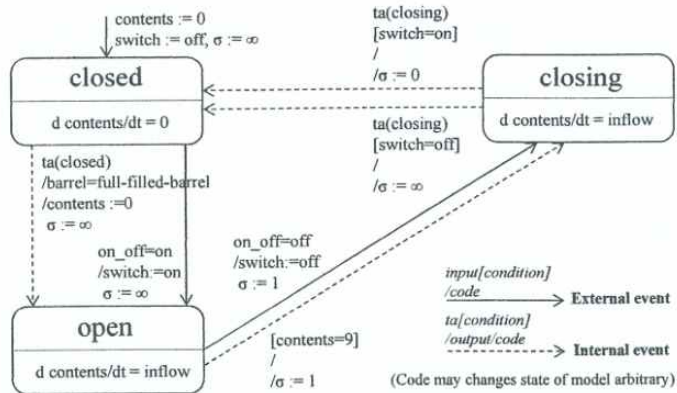 contents := 0
switch := off, σ := ∞
closed
d contents/dt = 0
ta(closing)
[switch=on]
/
/σ := 0
closing
d contents/dt = inflow
ta(closing)
[switch=off]
/
/σ := ∞
ta(closed)
/barrel=full-filled-barrel
/contents :=0
σ := ∞
on_off=on
/switch:=on
σ := ∞
on_off=off
/switch:=off
σ := 1
open
d contents/dt = inflow
[contents=9]
/
/σ := 1
input[condition]
/code
External event
ta[condition]
/output/code
Internal event
(Code may changes state of model arbitrary)